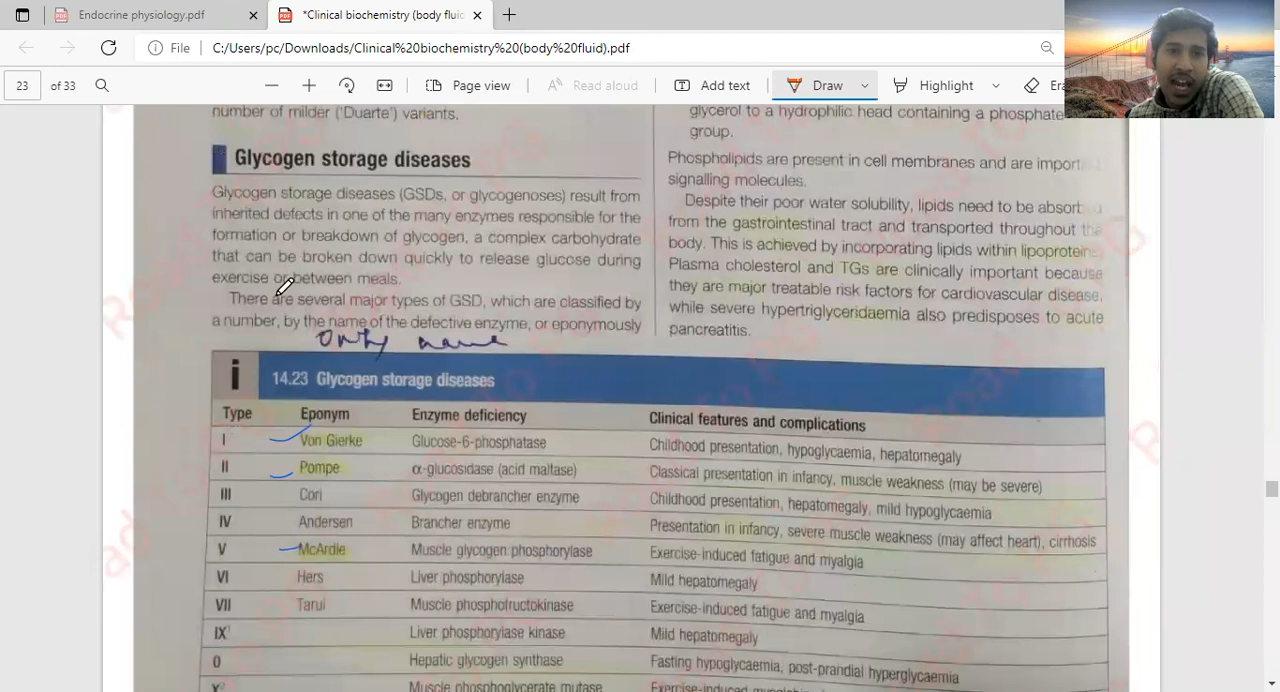 Endocrine physiology.pdf
*Clinical biochemistry (body fluid
File
C:/Users/pc/Downloads/Clinical%20biochemistry%20(body%20fluid).pdf
23 of 33
Page view
Read aloud
Add text
Draw
Highlight
Era
number of milder ('Duarte') variants.
Glycogen storage diseases
Glycogen storage diseases (GSDs, or glycogenoses) result from
inherited defects in one of the many enzymes responsible for the
formation or breakdown of glycogen, a complex carbohydrate
that can be broken down quickly to release glucose during
exercise or between meals.
There are several major types of GSD, which are classified by
a number, by the name of the defective enzyme, or eponymously
only name
glycerol to a hydrophilic head containing a phosphate
group.
Phospholipids are present in cell membranes and are import
signalling molecules.
Despite their poor water solubility, lipids need to be absorb
from the gastrointestinal tract and transported throughout the
body. This is achieved by incorporating lipids within lipoproteins.
Plasma cholesterol and TGs are clinically important because
they are major treatable risk factors for cardiovascular disease,
while severe hypertriglyceridaemia also predisposes to acute
pancreatitis.
i 14.23 Glycogen storage diseases
Type Eponym Enzyme deficiency Clinical features and complications
I Von Gierke Glucose-6-phosphatase Childhood presentation, hypoglycaemia, hepatomegaly
II Pompe α-glucosidase (acid maltase) Classical presentation in infancy, muscle weakness (may be severe)
III Cori Glycogen debrancher enzyme Childhood presentation, hepatomegaly, mild hypoglycaemia
IV Andersen Brancher enzyme Presentation in infancy, severe muscle weakness (may affect heart), cirrhosis
V McArdle Muscle glycogen phosphorylase Exercise-induced fatigue and myalgia
VI Hers Liver phosphorylase Mild hepatomegaly
VII Tarui Muscle phosphofructokinase Exercise-induced fatigue and myalgia
IX¹ Liver phosphorylase kinase Mild hepatomegaly
0 Hepatic glycogen synthase Fasting hypoglycaemia, post-prandial hyperglycaemia
Muscle phosphoglycerate mutase Exercise-induced